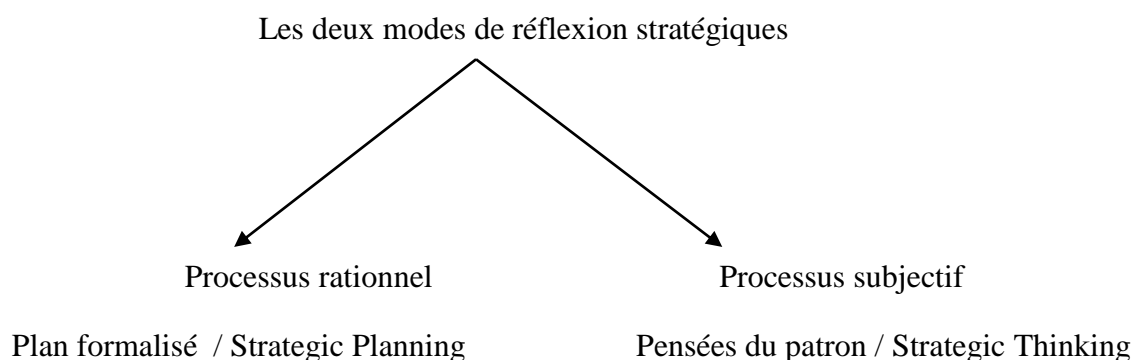 Les deux modes de réflexion stratégiques
Processus rationnel
Processus subjectif
Plan formalisé / Strategic Planning
Pensées du patron / Strategic Thinking